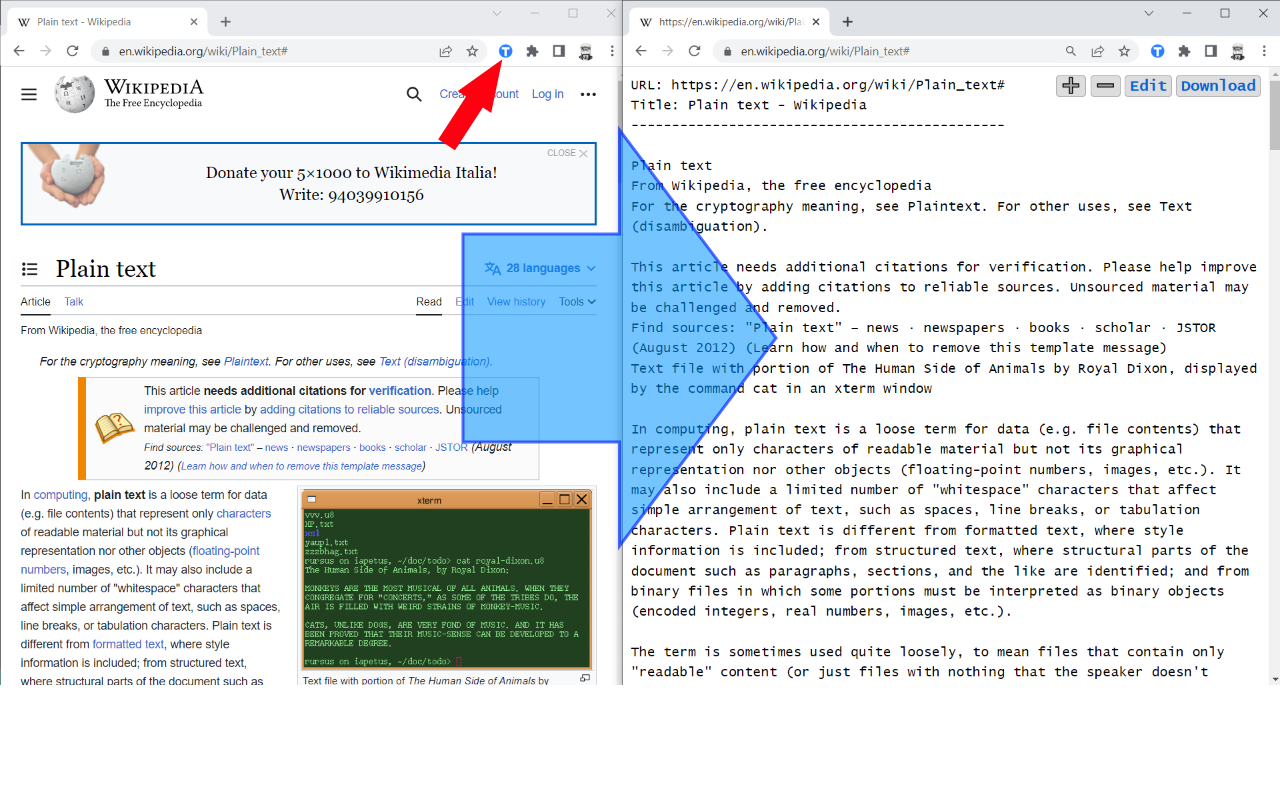 Plain text - Wikipedia
en.wikipedia.org/wiki/Plain_text#
WIKIPEDIA
The Free Encyclopedia
Create account
Log in
CLOSE
Donate your 5×1000 to Wikimedia Italia!
Write: 94039910156
Plain text
28 languages
Article
Talk
Read
Edit
View history
Tools
From Wikipedia, the free encyclopedia
For the cryptography meaning, see Plaintext. For other uses, see Text (disambiguation).
This article needs additional citations for verification. Please help
improve this article by adding citations to reliable sources. Unsourced
material may be challenged and removed.
Find sources: "Plain text" – news · newspapers · books · scholar · JSTOR (August
2012) (Learn how and when to remove this template message)
In computing, plain text is a loose term for data
(e.g. file contents) that represent only characters
of readable material but not its graphical
representation nor other objects (floating-point
numbers, images, etc.). It may also include a
limited number of "whitespace" characters that
affect simple arrangement of text, such as spaces,
line breaks, or tabulation characters. Plain text is
different from formatted text, where style
information is included; from structured text,
where structural parts of the document such as
xterm
vvv.u8
XP.txt
xsl
yaupl.txt
zzzbhag.txt
rursus on iapetus, ~/doc/todo> cat royal-dixon.u8
The Human Side of Animals, by Royal Dixon;
MONKEYS ARE THE MOST MUSICAL OF ALL ANIMALS. WHEN THEY
CONGREGATE FOR "CONCERTS," AS SOME OF THE TRIBES DO, THE
AIR IS FILLED WITH WEIRD STRAINS OF MONKEY-MUSIC.
CATS, UNLIKE DOGS, ARE VERY FOND OF MUSIC. AND IT HAS
BEEN PROVED THAT THEIR MUSIC-SENSE CAN BE DEVELOPED TO A
REMARKABLE DEGREE.
rursus on iapetus, ~/doc/todo>
Text file with portion of The Human Side of Animals by
https://en.wikipedia.org/wiki/Pla
en.wikipedia.org/wiki/Plain_text#
Edit
Download
URL: https://en.wikipedia.org/wiki/Plain_text#
Title: Plain text - Wikipedia
----------------------------------------------
Plain text
From Wikipedia, the free encyclopedia
For the cryptography meaning, see Plaintext. For other uses, see Text
(disambiguation).
This article needs additional citations for verification. Please help improve
this article by adding citations to reliable sources. Unsourced material may
be challenged and removed.
Find sources: "Plain text" – news · newspapers · books · scholar · JSTOR
(August 2012) (Learn how and when to remove this template message)
Text file with portion of The Human Side of Animals by Royal Dixon, displayed
by the command cat in an xterm window
In computing, plain text is a loose term for data (e.g. file contents) that
represent only characters of readable material but not its graphical
representation nor other objects (floating-point numbers, images, etc.). It
may also include a limited number of "whitespace" characters that affect
simple arrangement of text, such as spaces, line breaks, or tabulation
characters. Plain text is different from formatted text, where style
information is included; from structured text, where structural parts of the
document such as paragraphs, sections, and the like are identified; and from
binary files in which some portions must be interpreted as binary objects
(encoded integers, real numbers, images, etc.).
The term is sometimes used quite loosely, to mean files that contain only
"readable" content (or just files with nothing that the speaker doesn't